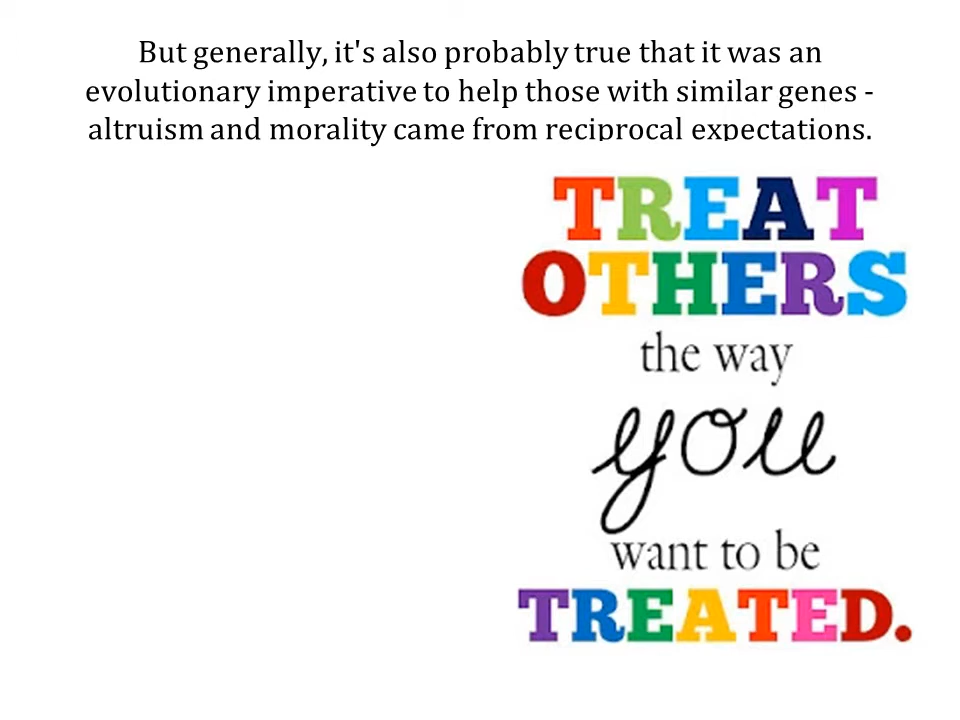 But generally, it's also probably true that it was an
evolutionary imperative to help those with similar genes -
altruism and morality came from reciprocal expectations.
TREAT
OTHERS
the way
you
want to be
TREATED.